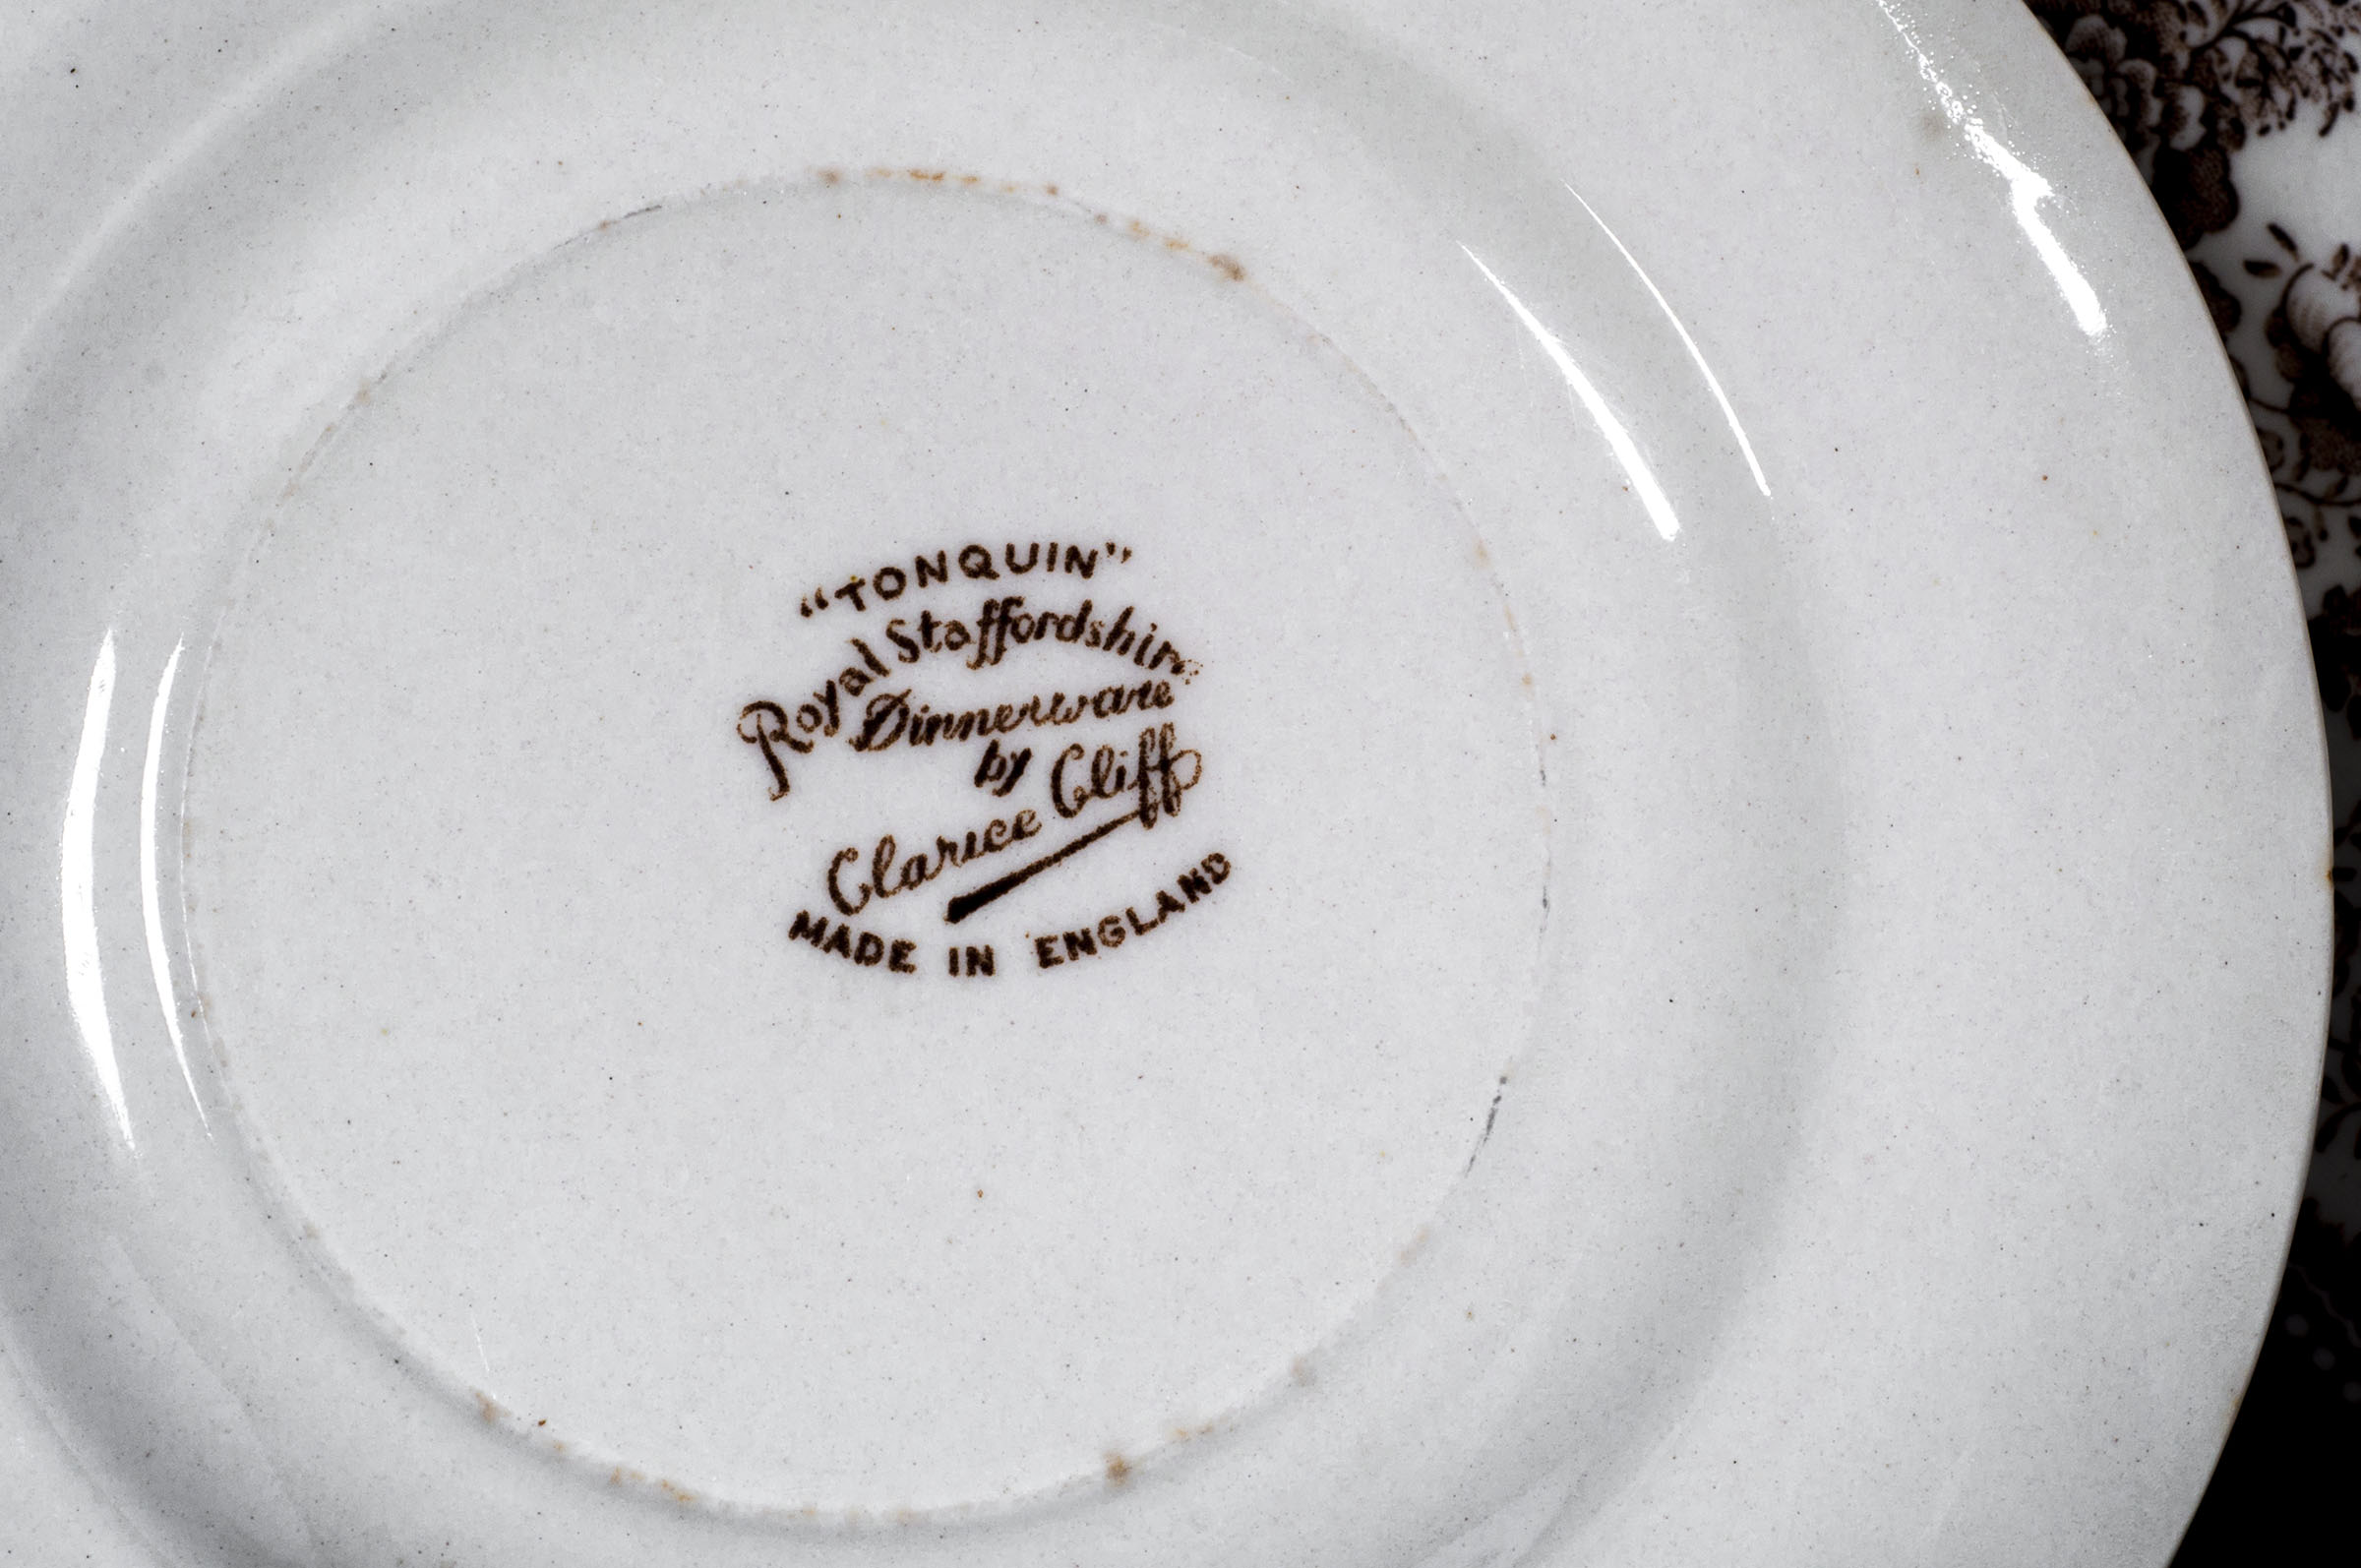 "TONQUIN"
Royal Staffordshire
Dinnerware
by
Clarice Cliff
MADE IN ENGLAND